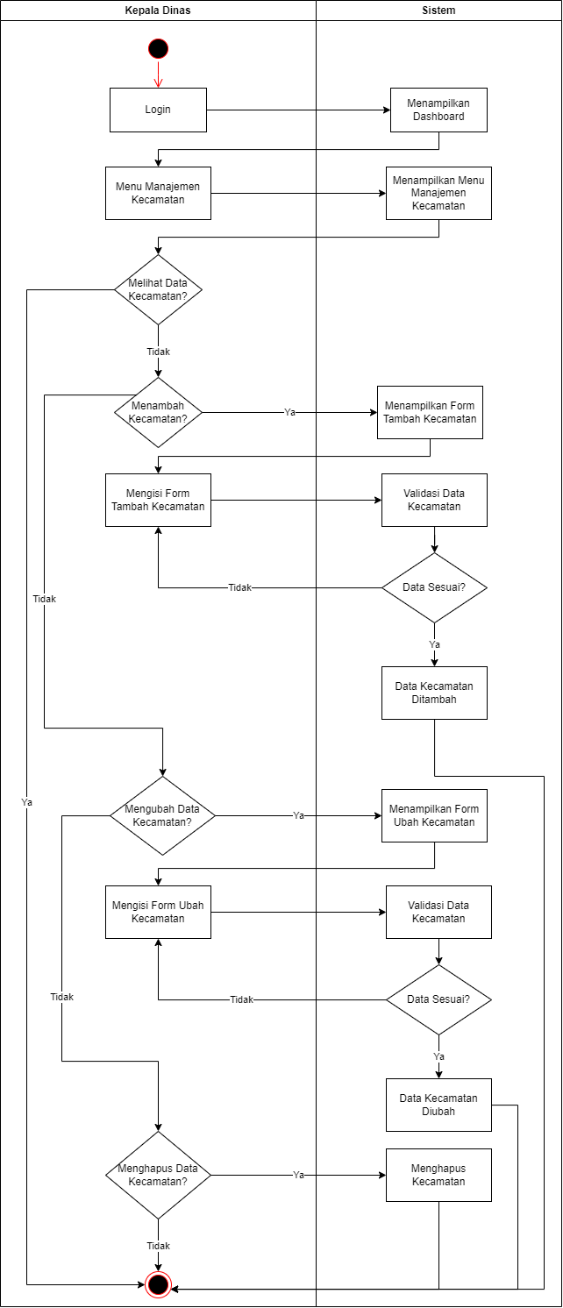 Kepala Dinas
Sistem
Login
Menampilkan
Dashboard
Menu Manajemen
Kecamatan
Menampilkan Menu
Manajemen
Kecamatan
Melihat Data
Kecamatan?
Tidak
Menambah
Kecamatan?
Ya
Menampilkan Form
Tambah Kecamatan
Mengisi Form
Tambah Kecamatan
Validasi Data
Kecamatan
Tidak
Data Sesuai?
Tidak
Ya
Data Kecamatan
Ditambah
Ya
Mengubah Data
Kecamatan?
Ya
Menampilkan Form
Ubah Kecamatan
Mengisi Form Ubah
Kecamatan
Validasi Data
Kecamatan
Tidak
Tidak
Data Sesuai?
Ya
Data Kecamatan
Diubah
Menghapus Data
Kecamatan?
Ya
Menghapus
Kecamatan
Tidak